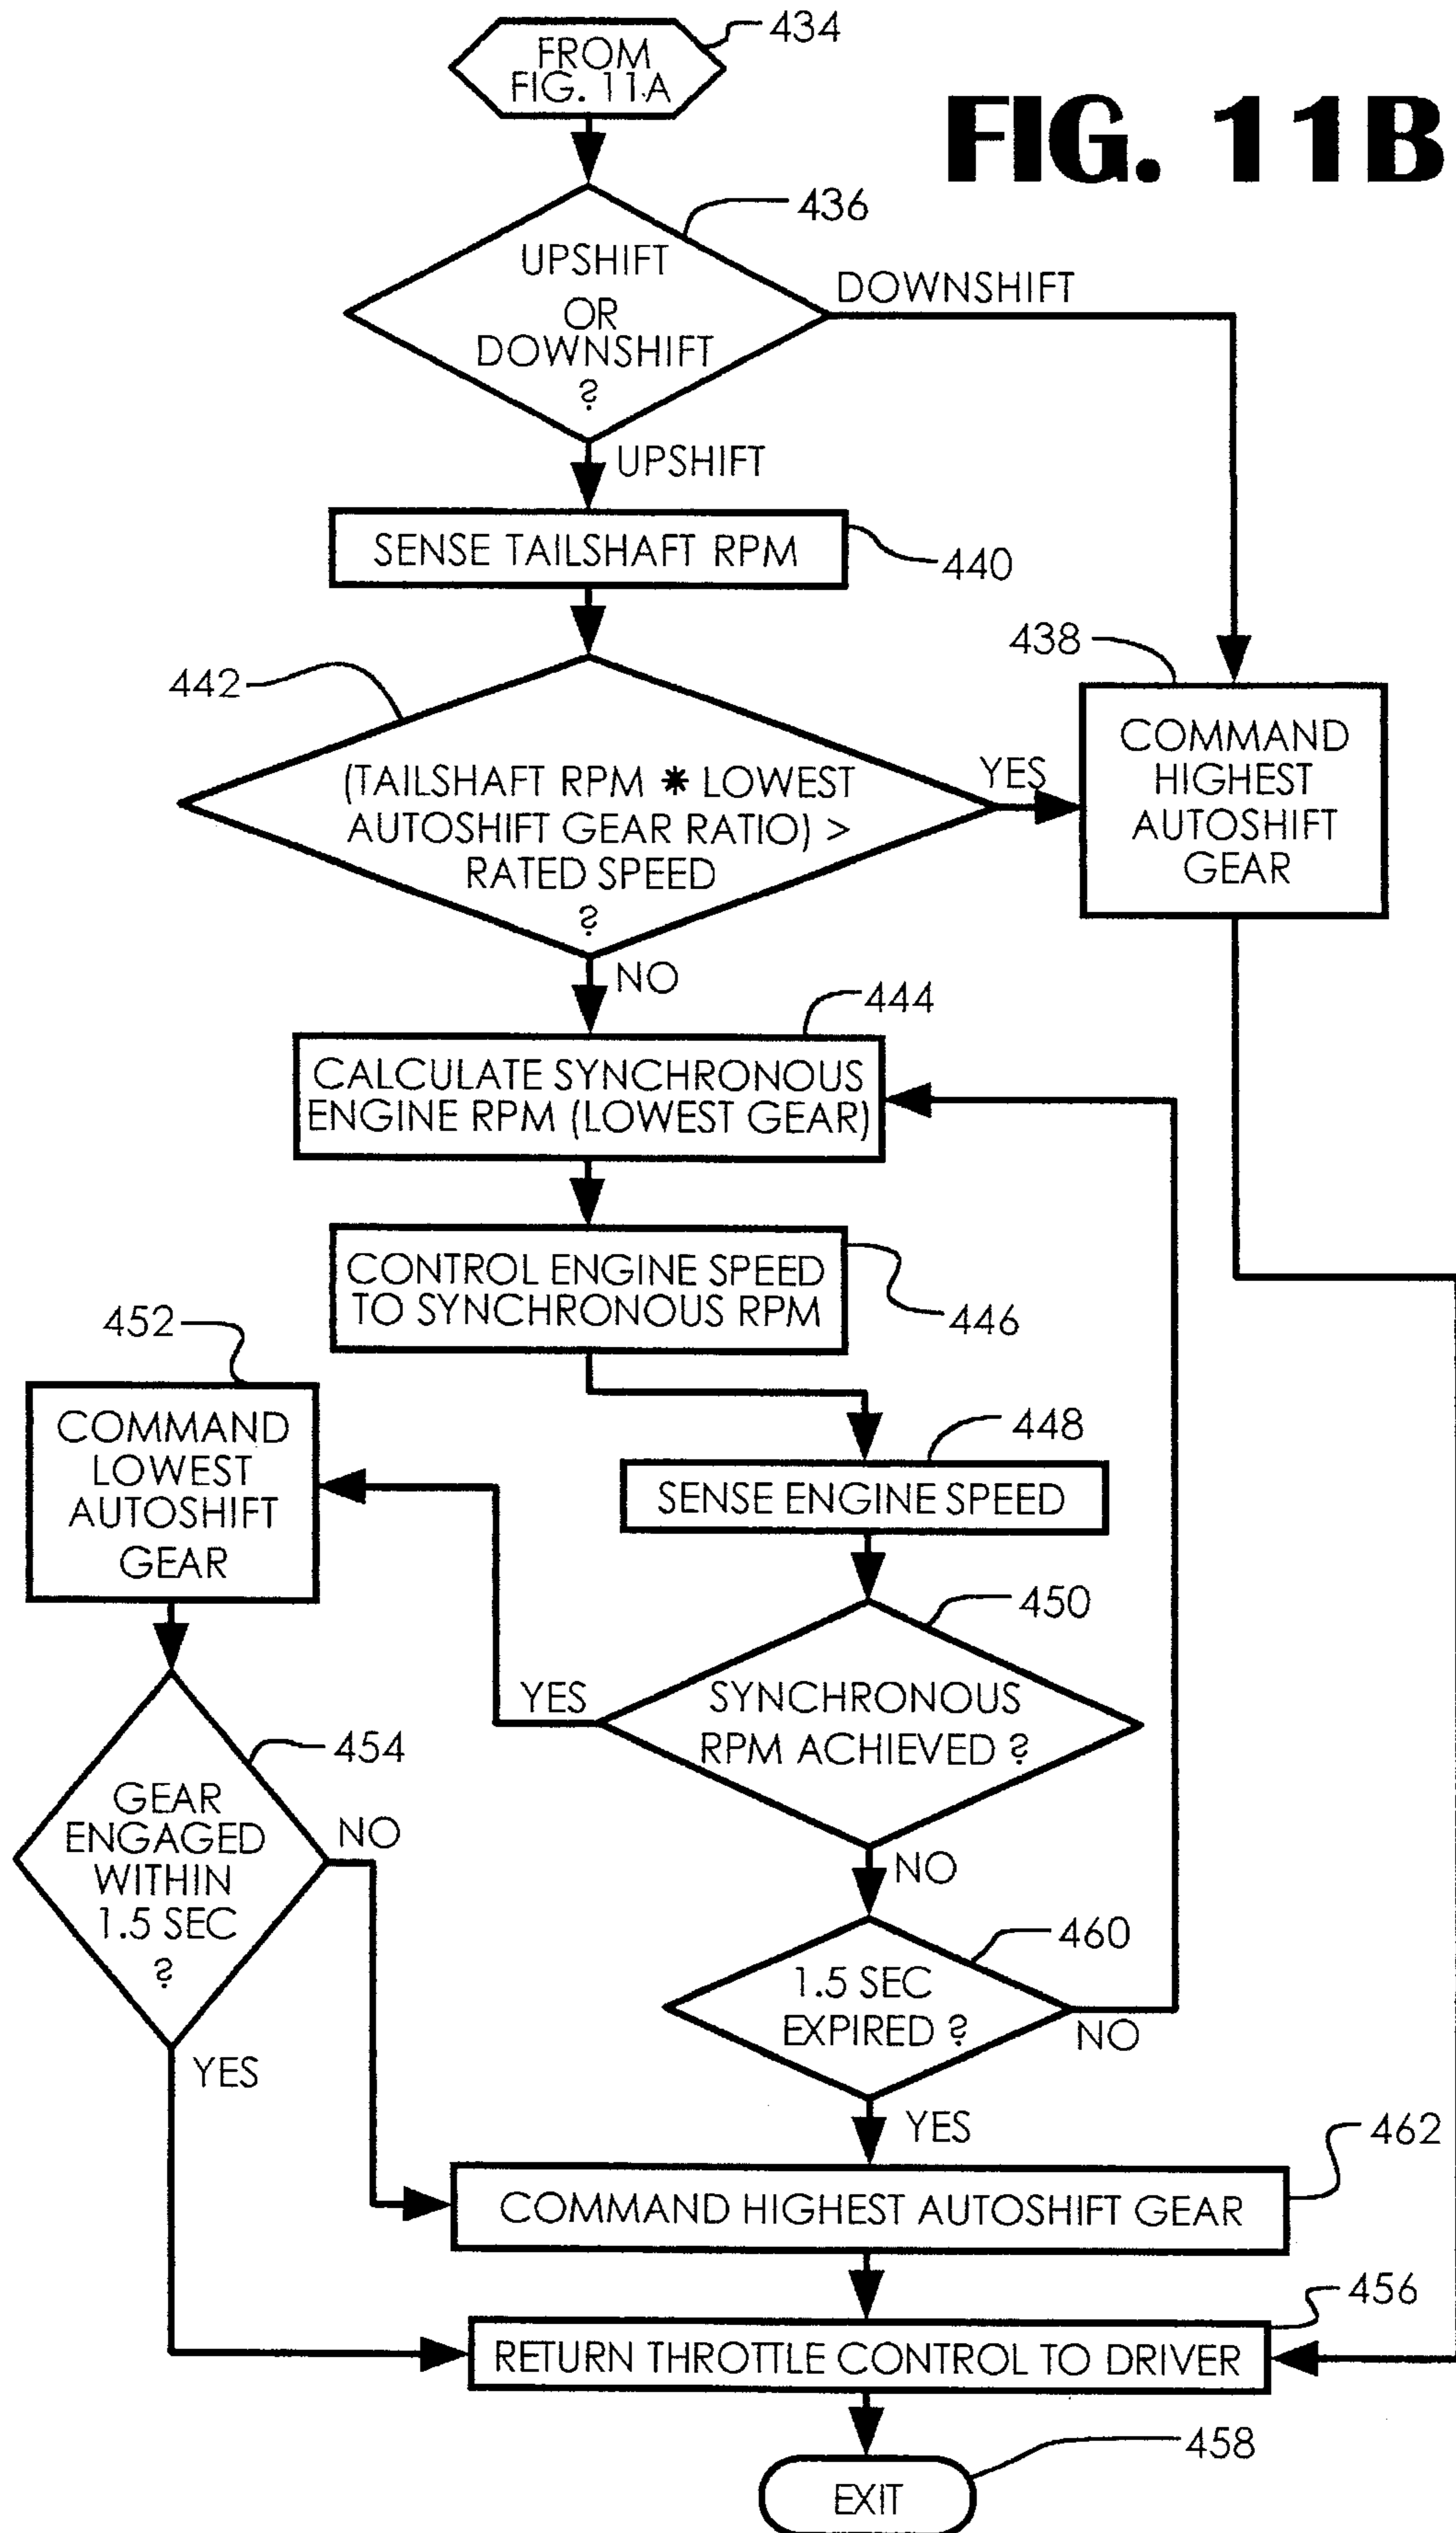 434
FROM
FIG. 11A
FIG. 11B
436
UPSHIFT
OR
DOWNSHIFT
?
DOWNSHIFT
UPSHIFT
SENSE TAILSHAFT RPM
440
438
442
(TAILSHAFT RPM * LOWEST
AUTOSHIFT GEAR RATIO) >
RATED SPEED
?
YES
COMMAND
HIGHEST
AUTOSHIFT
GEAR
NO
444
CALCULATE SYNCHRONOUS
ENGINE RPM (LOWEST GEAR)
CONTROL ENGINE SPEED
TO SYNCHRONOUS RPM
446
452
COMMAND
LOWEST
AUTOSHIFT
GEAR
448
SENSE ENGINE SPEED
450
SYNCHRONOUS
RPM ACHIEVED ?
YES
454
GEAR
ENGAGED
WITHIN
1.5 SEC
?
NO
NO
460
1.5 SEC
EXPIRED ?
NO
YES
YES
462
COMMAND HIGHEST AUTOSHIFT GEAR
456
RETURN THROTTLE CONTROL TO DRIVER
458
EXIT